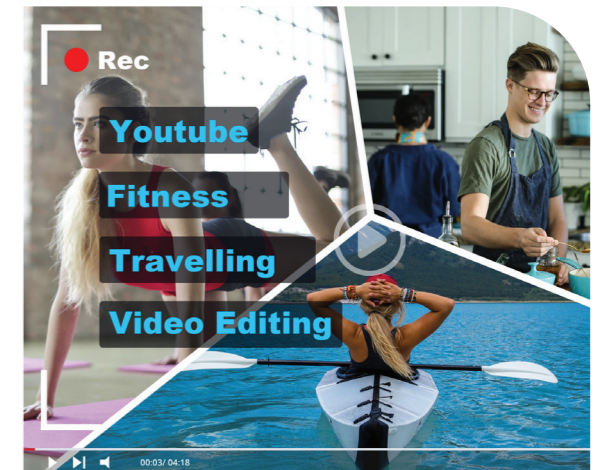 Rec
Youtube
Fitness
Travelling
Video Editing
00:03/ 04:18